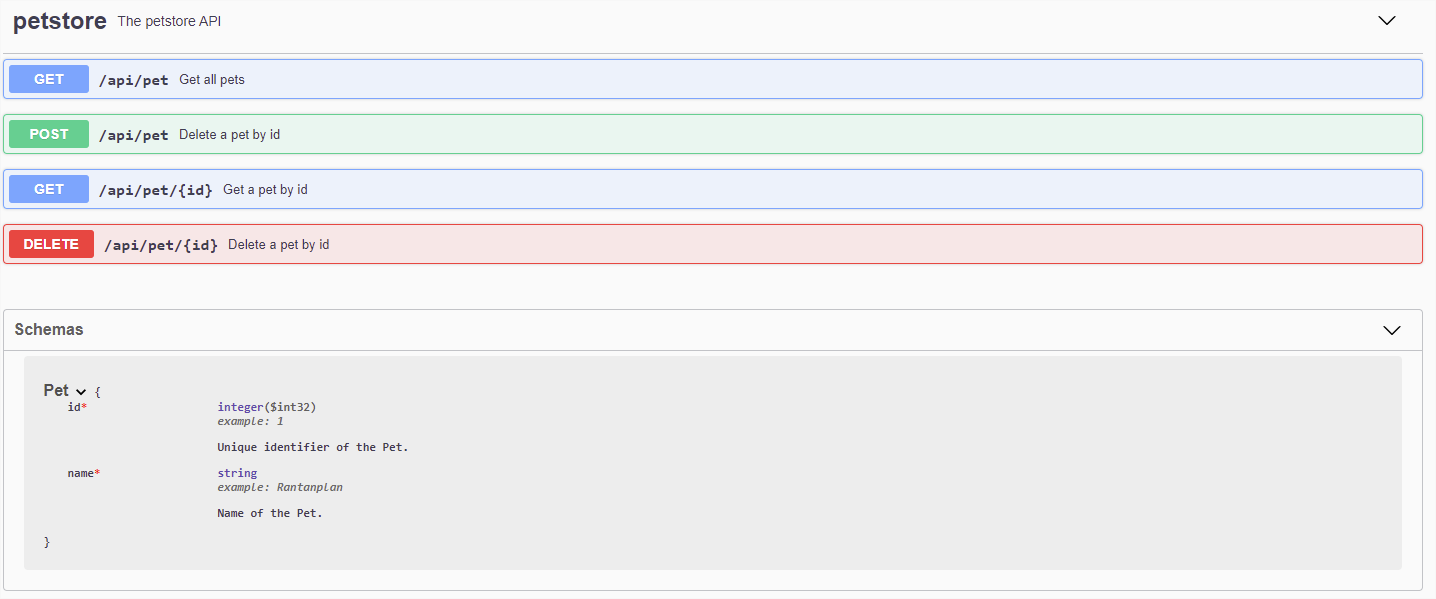 petstore The petstore API
GET /api/pet Get all pets
POST /api/pet Delete a pet by id
GET /api/pet/{id} Get a pet by id
DELETE /api/pet/{id} Delete a pet by id
Schemas
Pet {
id* integer($int32)
example: 1
Unique identifier of the Pet.
name* string
example: Rantanplan
Name of the Pet.
}